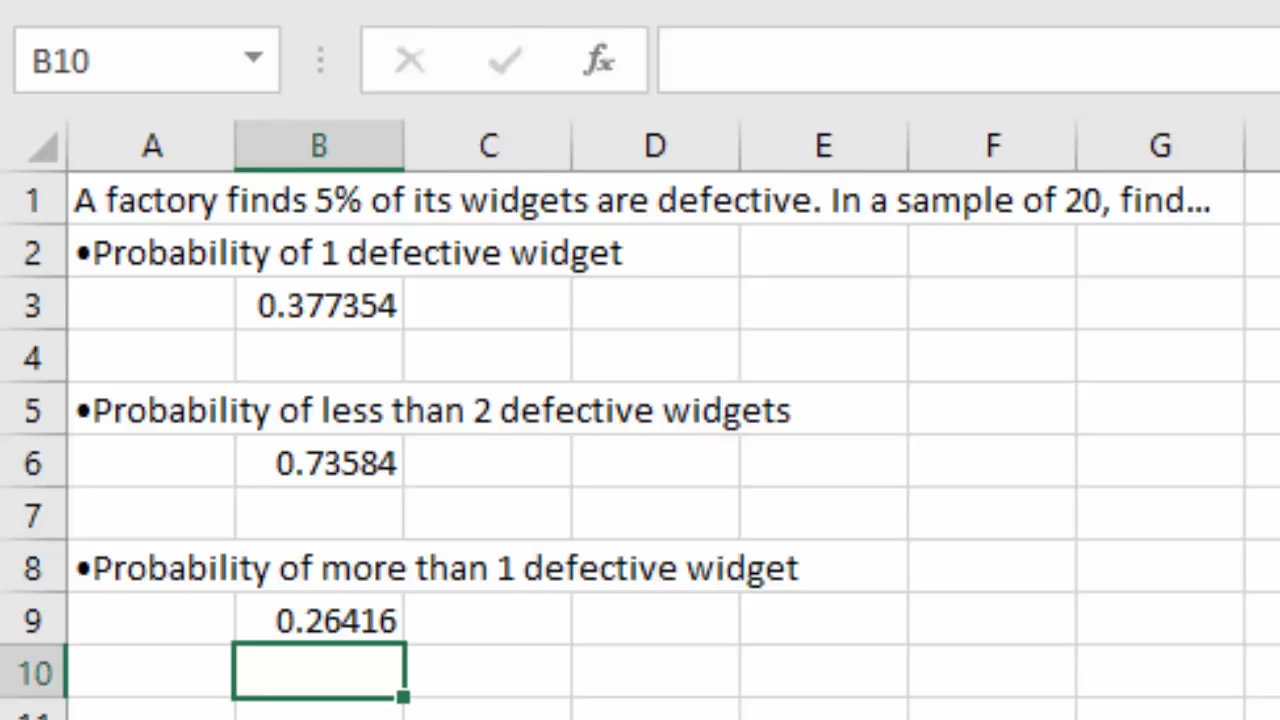 B10 fx
A B C D E F G
1 A factory finds 5% of its widgets are defective. In a sample of 20, find...
2 •Probability of 1 defective widget
3 0.377354
4
5 •Probability of less than 2 defective widgets
6 0.73584
7
8 •Probability of more than 1 defective widget
9 0.26416
10
11